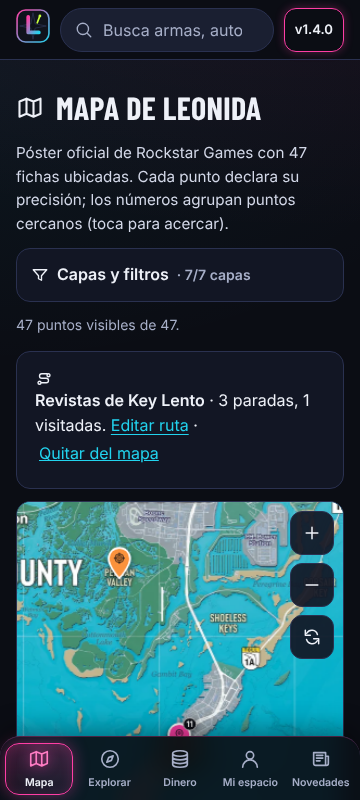 L
Busca armas, auto
v1.4.0
MAPA DE LEONIDA
Póster oficial de Rockstar Games con 47
fichas ubicadas. Cada punto declara su
precisión; los números agrupan puntos
cercanos (toca para acercar).
Capas y filtros · 7/7 capas
47 puntos visibles de 47.
Revistas de Key Lento · 3 paradas, 1
visitadas. Editar ruta ·
Quitar del mapa
on
UNTY
VALLEY
SHOELESS
KEYS
1A
11
+
−
Mapa
Explorar
Dinero
Mi espacio
Novedades